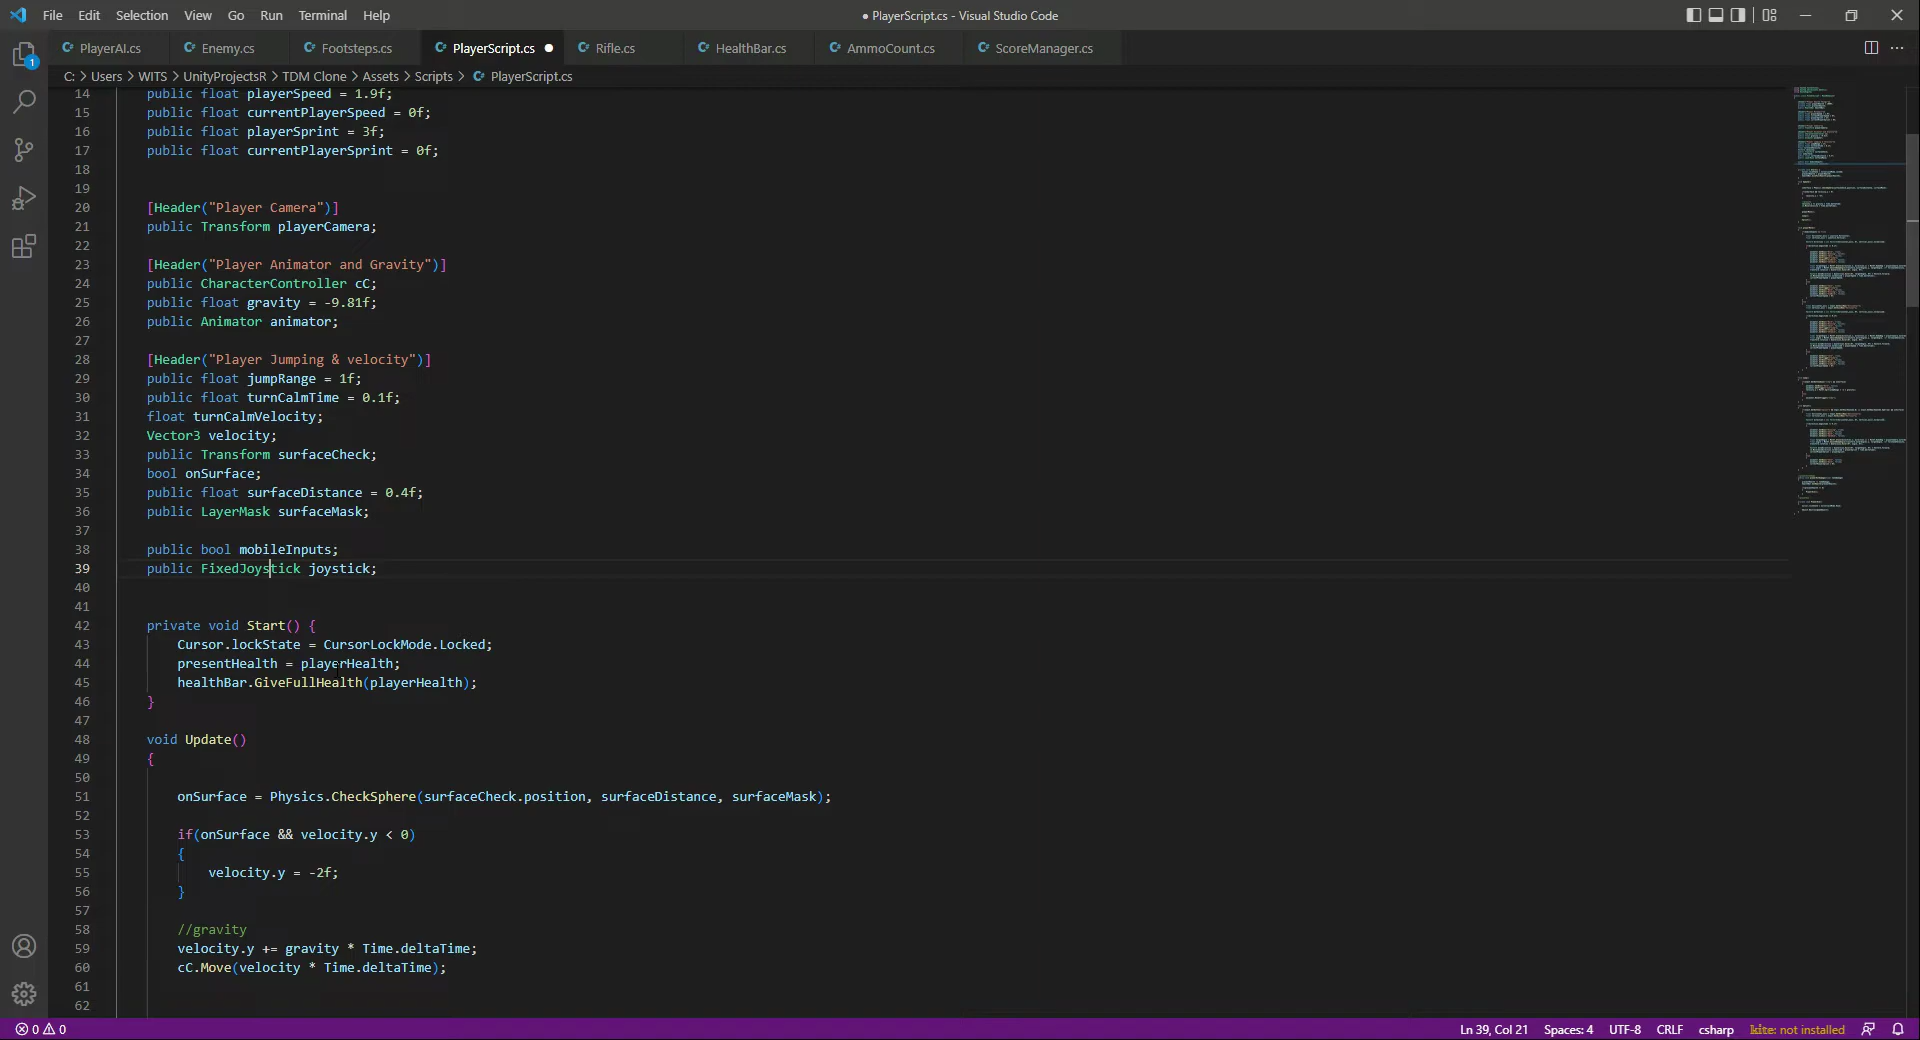 File Edit Selection View Go Run Terminal Help
● PlayerScript.cs - Visual Studio Code
PlayerAI.cs Enemy.cs Footsteps.cs PlayerScript.cs Rifle.cs HealthBar.cs AmmoCount.cs ScoreManager.cs
C: > Users > WITS > UnityProjectsR > TDM Clone > Assets > Scripts > PlayerScript.cs
1
14 public float playerSpeed = 1.9f;
15 public float currentPlayerSpeed = 0f;
16 public float playerSprint = 3f;
17 public float currentPlayerSprint = 0f;
18
19
20 [Header("Player Camera")]
21 public Transform playerCamera;
22
23 [Header("Player Animator and Gravity")]
24 public CharacterController cC;
25 public float gravity = -9.81f;
26 public Animator animator;
27
28 [Header("Player Jumping & velocity")]
29 public float jumpRange = 1f;
30 public float turnCalmTime = 0.1f;
31 float turnCalmVelocity;
32 Vector3 velocity;
33 public Transform surfaceCheck;
34 bool onSurface;
35 public float surfaceDistance = 0.4f;
36 public LayerMask surfaceMask;
37
38 public bool mobileInputs;
39 public FixedJoystick joystick;
40
41
42 private void Start() {
43 Cursor.lockState = CursorLockMode.Locked;
44 presentHealth = playerHealth;
45 healthBar.GiveFullHealth(playerHealth);
46 }
47
48 void Update()
49 {
50
51 onSurface = Physics.CheckSphere(surfaceCheck.position, surfaceDistance, surfaceMask);
52
53 if(onSurface && velocity.y < 0)
54 {
55 velocity.y = -2f;
56 }
57
58 //gravity
59 velocity.y += gravity * Time.deltaTime;
60 cC.Move(velocity * Time.deltaTime);
61
62
0 0 Ln 39, Col 21 Spaces: 4 UTF-8 CRLF csharp kite: not installed